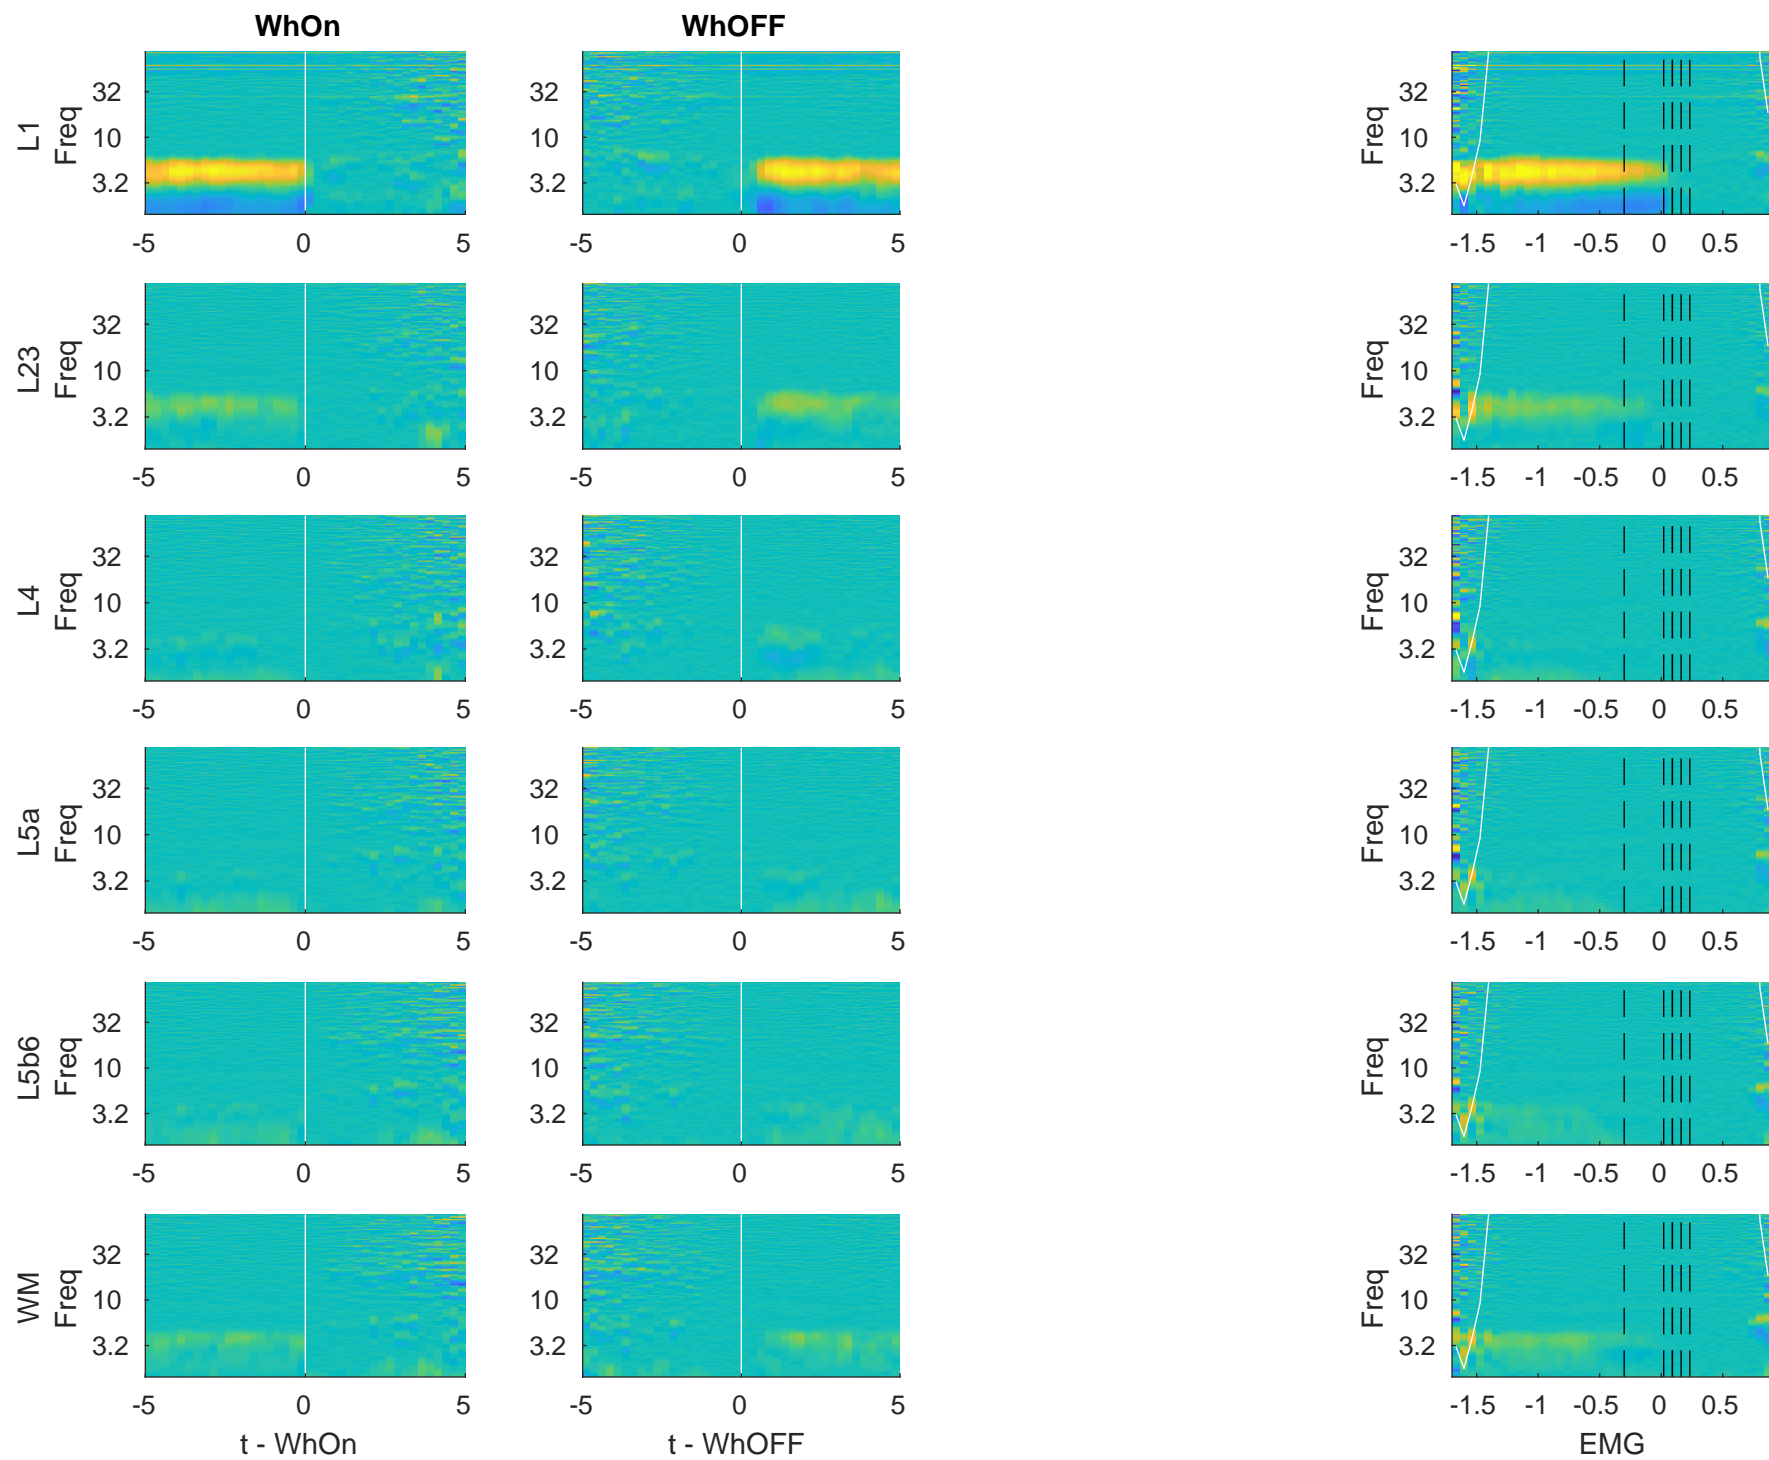 WhOn WhOFF
L1 Freq 32 10 3.2 32 10 3.2 Freq 32 10 3.2
-5 0 5 -5 0 5 -1.5 -1 -0.5 0 0.5
L23 Freq 32 10 3.2 32 10 3.2 Freq 32 10 3.2
-5 0 5 -5 0 5 -1.5 -1 -0.5 0 0.5
L4 Freq 32 10 3.2 32 10 3.2 Freq 32 10 3.2
-5 0 5 -5 0 5 -1.5 -1 -0.5 0 0.5
L5a Freq 32 10 3.2 32 10 3.2 Freq 32 10 3.2
-5 0 5 -5 0 5 -1.5 -1 -0.5 0 0.5
L5b6 Freq 32 10 3.2 32 10 3.2 Freq 32 10 3.2
-5 0 5 -5 0 5 -1.5 -1 -0.5 0 0.5
WM Freq 32 10 3.2 32 10 3.2 Freq 32 10 3.2
-5 0 5 -5 0 5 -1.5 -1 -0.5 0 0.5
t - WhOn t - WhOFF EMG